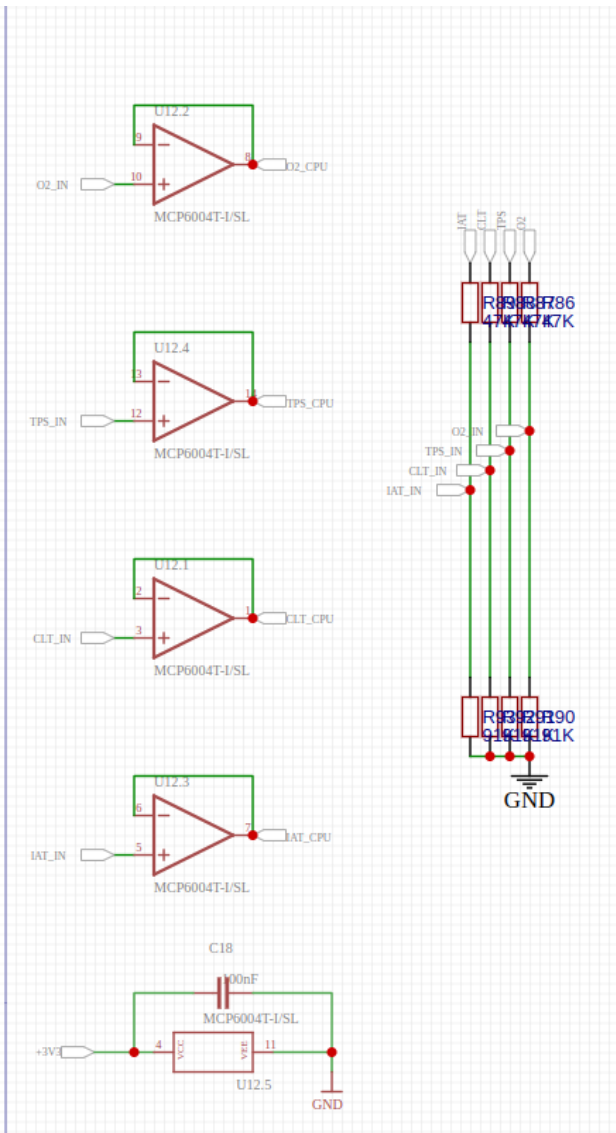 U12.2
9
8
O2_IN
10
O2_CPU
MCP6004T-I/SL
U12.4
13
14
TPS_IN
12
TPS_CPU
MCP6004T-I/SL
U12.1
2
1
CLT_IN
3
CLT_CPU
MCP6004T-I/SL
U12.3
6
7
IAT_IN
5
IAT_CPU
MCP6004T-I/SL
C18
100nF
MCP6004T-I/SL
+3V3
4
VCC
VEE
11
U12.5
GND
IAT
CLT
TPS
O2
47K
O2_IN
TPS_IN
CLT_IN
IAT_IN
R90
91K
GND